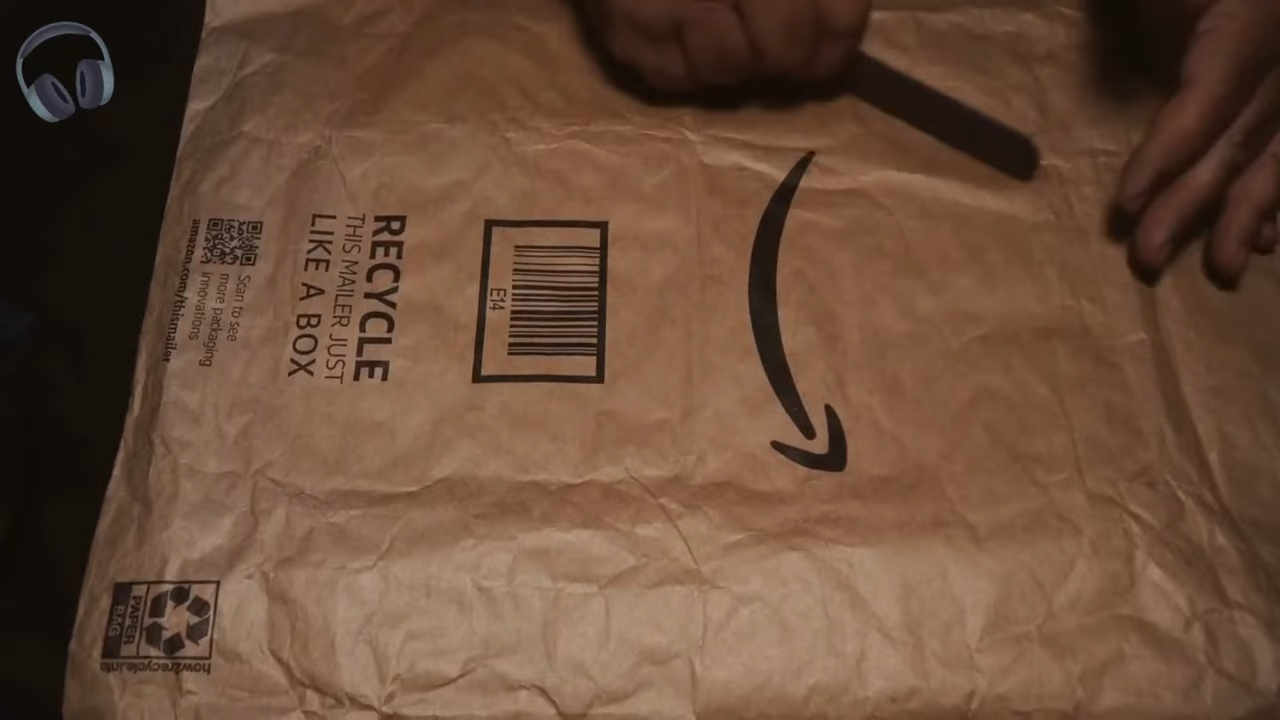 RECYCLE
THIS MAILER JUST
LIKE A BOX
E14
Scan to see
more packaging
innovations
amazon.com/thismailer
PAPER
BAG
how2recycle.info